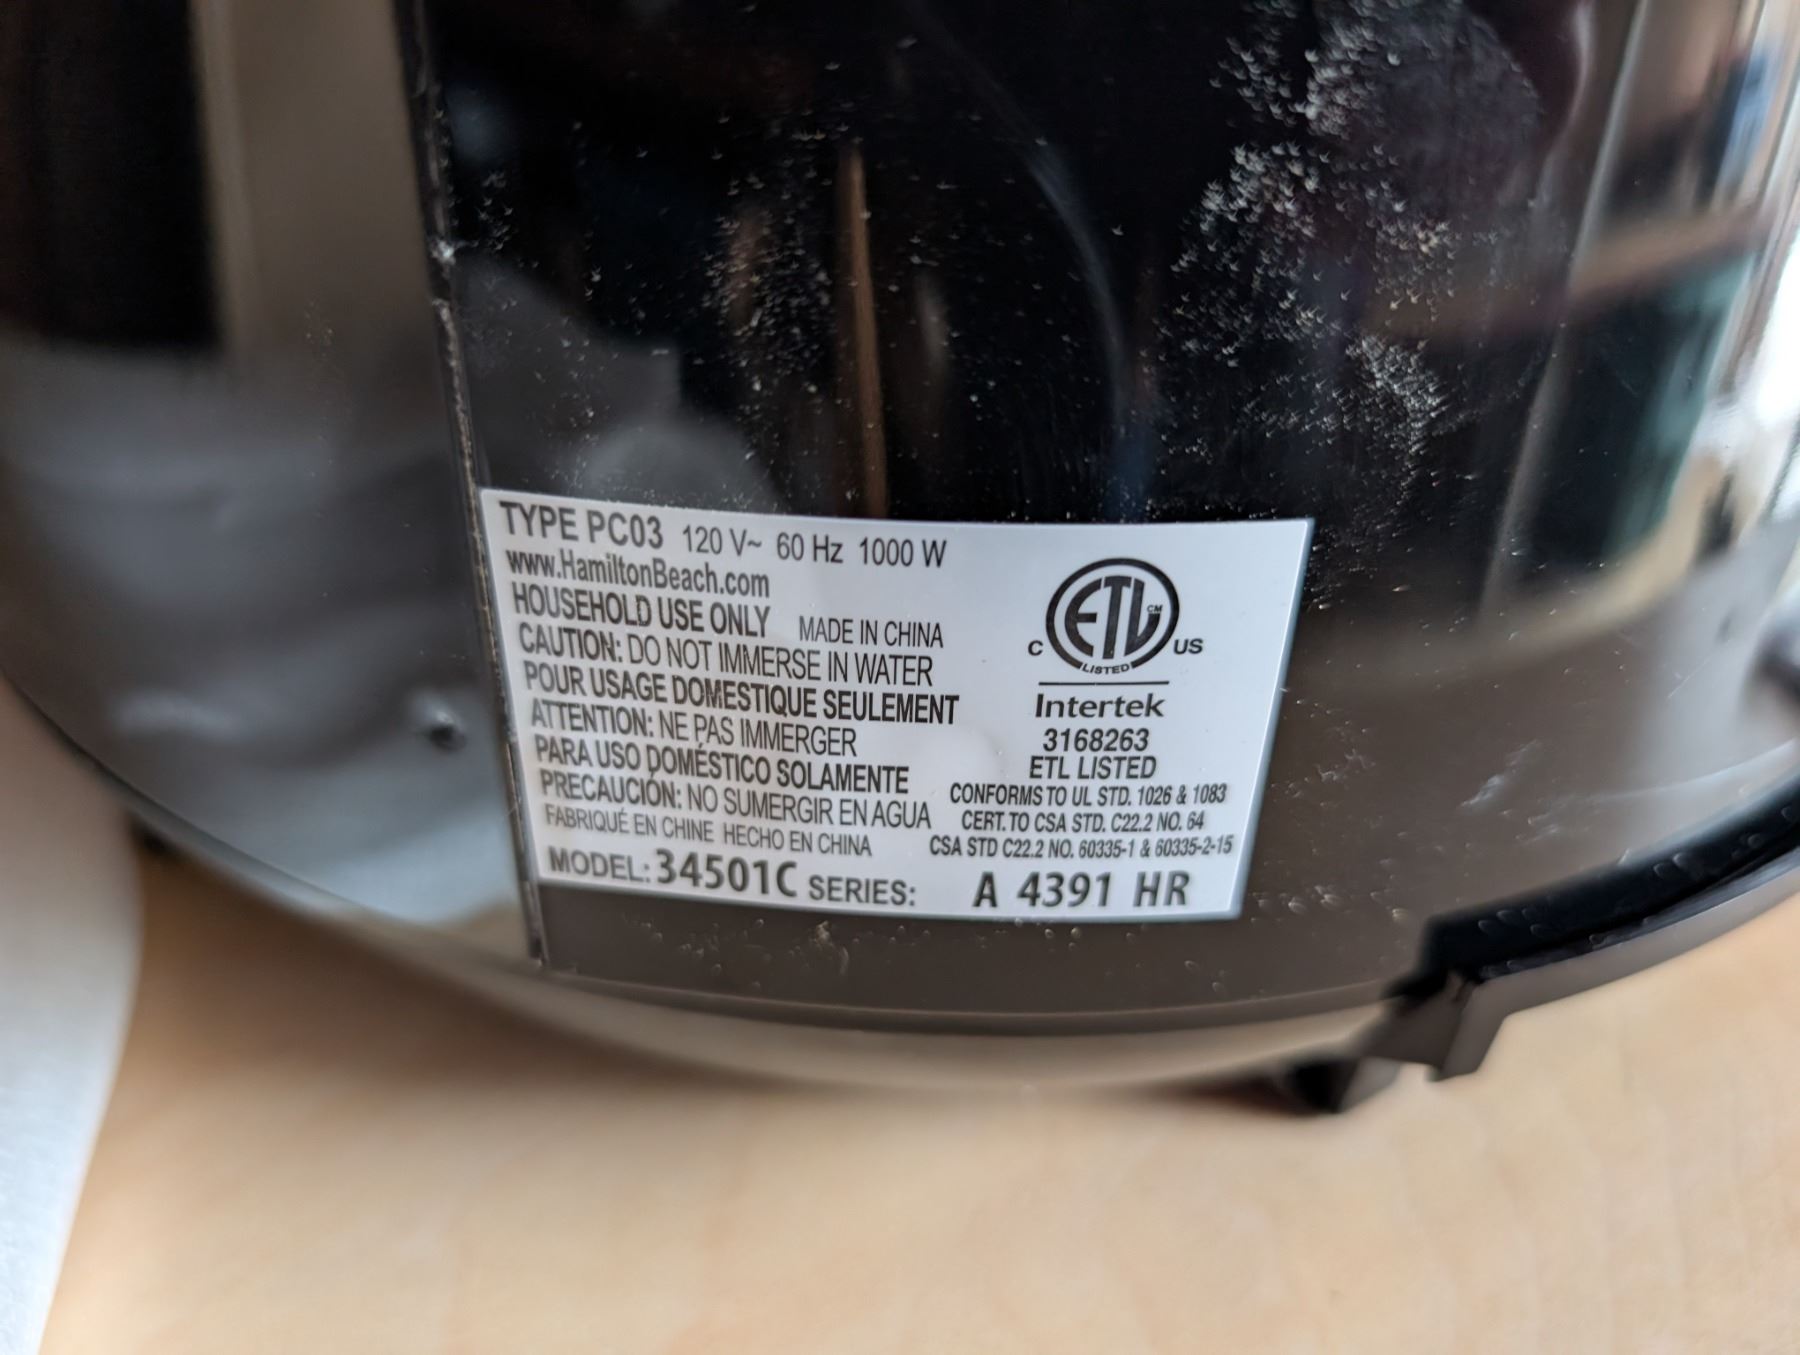 TYPE PC03 120 V~ 60 Hz 1000 W
www.HamiltonBeach.com
HOUSEHOLD USE ONLY MADE IN CHINA
CAUTION: DO NOT IMMERSE IN WATER
POUR USAGE DOMESTIQUE SEULEMENT
ATTENTION: NE PAS IMMERGER
PARA USO DOMÉSTICO SOLAMENTE
PRECAUCIÓN: NO SUMERGIR EN AGUA
FABRIQUÉ EN CHINE HECHO EN CHINA
ETL CM
C US
LISTED
Intertek
3168263
ETL LISTED
CONFORMS TO UL STD. 1026 & 1083
CERT. TO CSA STD. C22.2 NO. 64
CSA STD C22.2 NO. 60335-1 & 60335-2-15
MODEL: 34501C SERIES: A 4391 HR